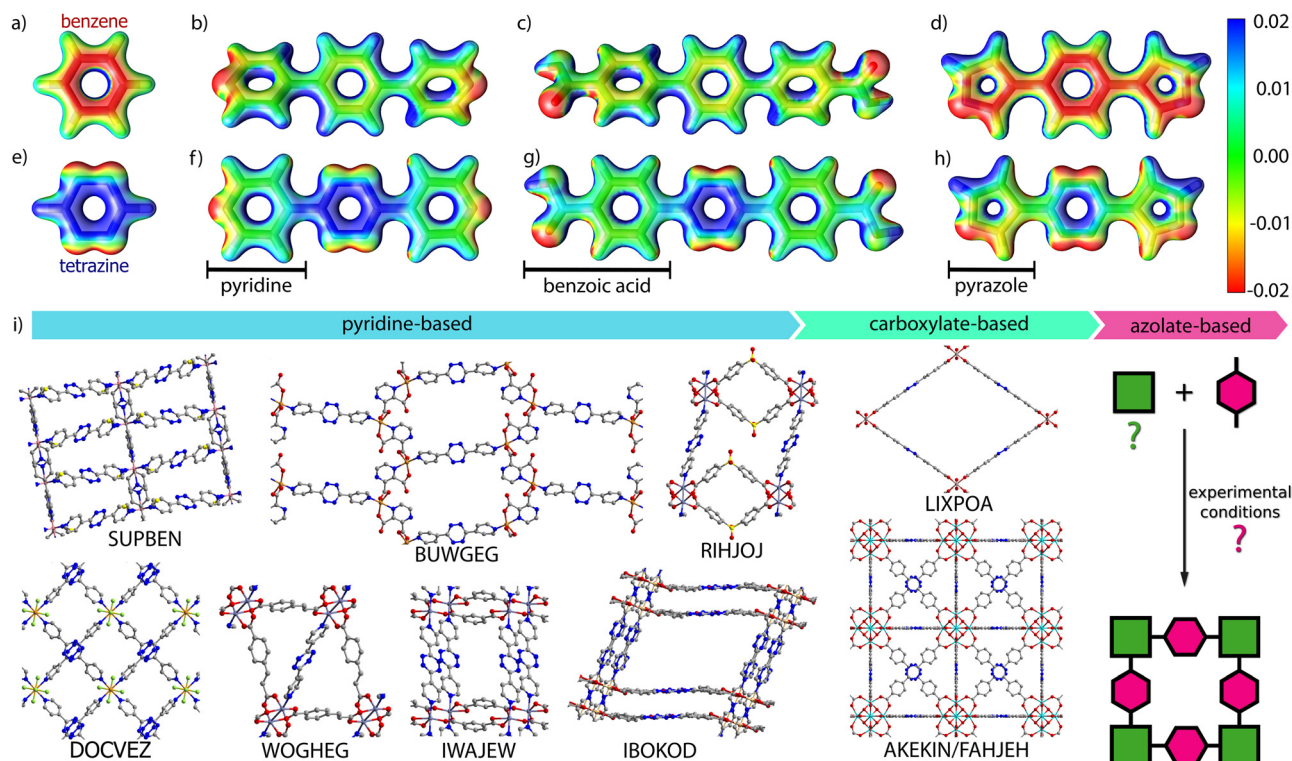 a)
benzene
b)
c)
d)
0.02
0.01
0.00
-0.01
-0.02
e)
tetrazine
f)
g)
h)
pyridine
benzoic acid
pyrazole
i)
pyridine-based
carboxylate-based
azolate-based
SUPBEN
BUWGEG
RIHJOJ
LIXPOA
+
?
experimental
conditions
?
DOCVEZ
WOGHEG
IWAJEW
IBOKOD
AKEKIN/FAHJEH